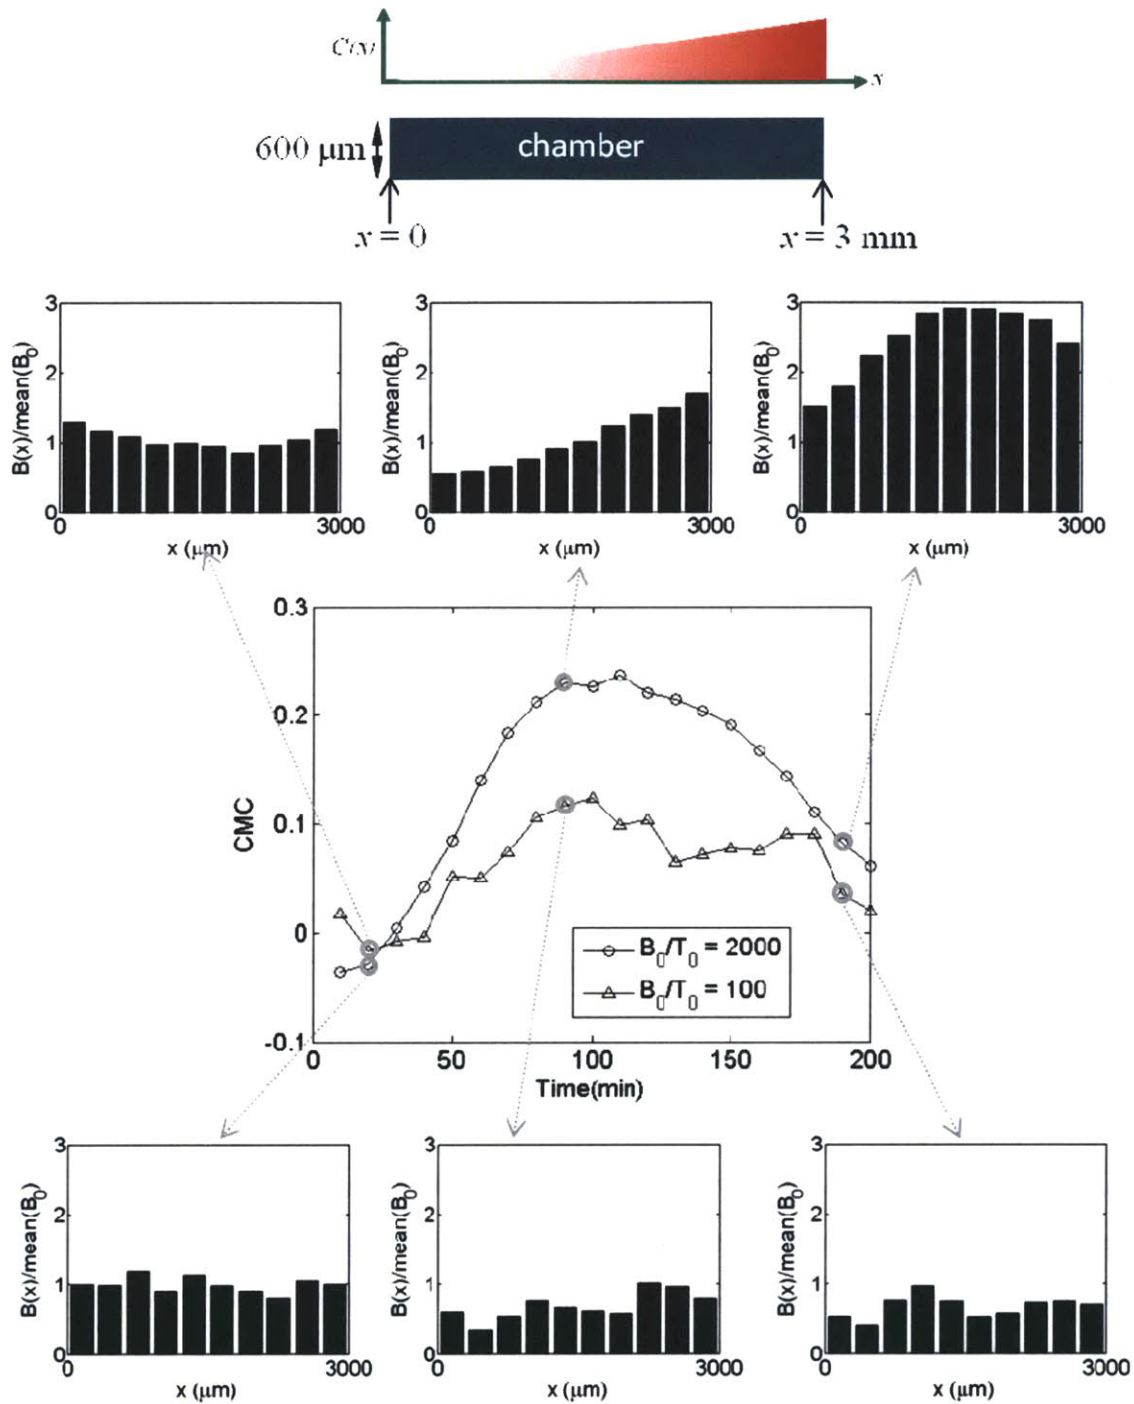 C(x)
x
600 μm
chamber
x = 0
x = 3 mm
3
2
1
0
B(x)/mean(B0)
0
3000
x (μm)
3
2
1
0
B(x)/mean(B0)
0
3000
x (μm)
3
2
1
0
B(x)/mean(B0)
0
3000
x (μm)
0.3
0.2
0.1
0
-0.1
CMC
B0/T0 = 2000
B0/T0 = 100
0
50
100
150
200
Time(min)
3
2
1
0
B(x)/mean(B0)
0
3000
x (μm)
3
2
1
0
B(x)/mean(B0)
0
3000
x (μm)
3
2
1
0
B(x)/mean(B0)
0
3000
x (μm)